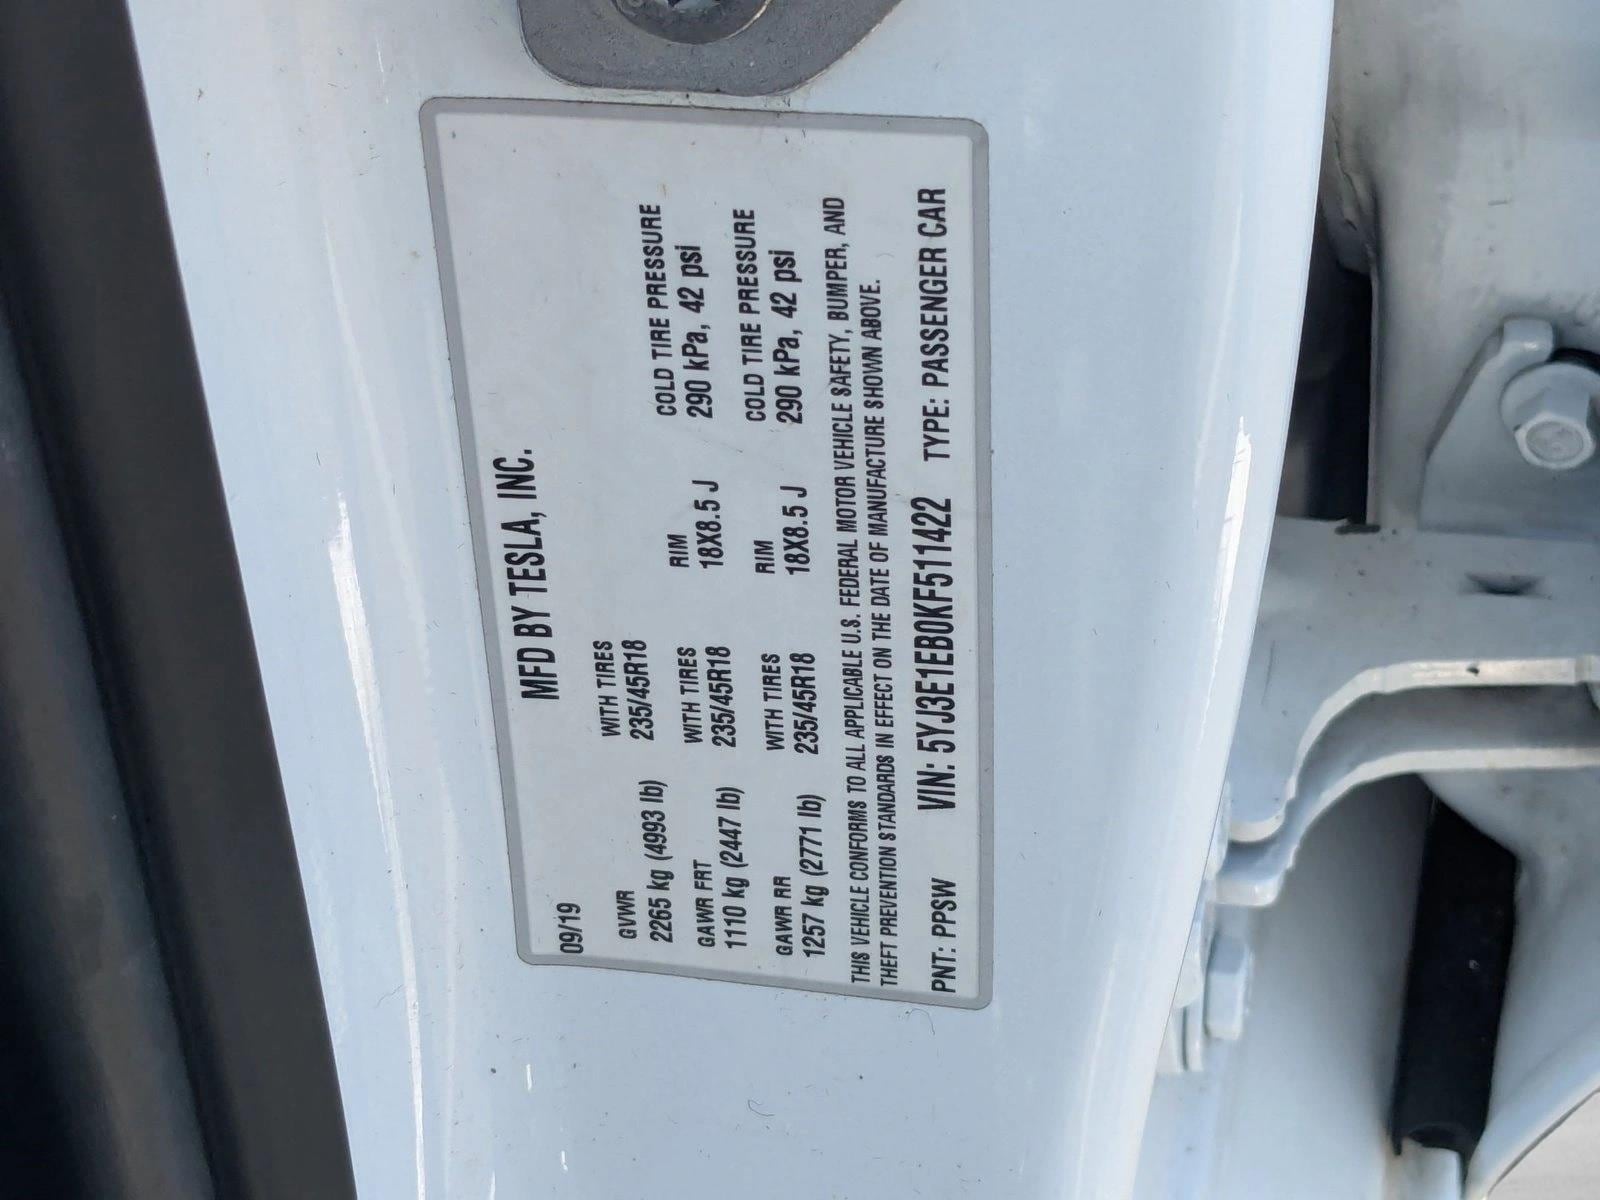 MFD BY TESLA, INC.
09/19
GVWR WITH TIRES
2265 kg (4993 lb) 235/45R18
GAWR FRT WITH TIRES RIM COLD TIRE PRESSURE
1110 kg (2447 lb) 235/45R18 18X8.5 J 290 kPa, 42 psi
GAWR RR WITH TIRES RIM COLD TIRE PRESSURE
1257 kg (2771 lb) 235/45R18 18X8.5 J 290 kPa, 42 psi
THIS VEHICLE CONFORMS TO ALL APPLICABLE U.S. FEDERAL MOTOR VEHICLE SAFETY, BUMPER, AND
THEFT PREVENTION STANDARDS IN EFFECT ON THE DATE OF MANUFACTURE SHOWN ABOVE.
PNT: PPSW VIN: 5YJ3E1EB0KF511422 TYPE: PASSENGER CAR